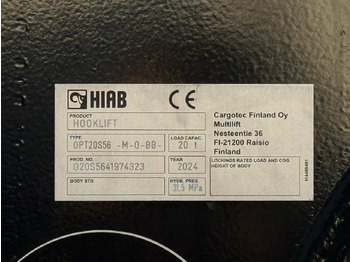 HIAB
CE
PRODUCT
HOOKLIFT
TYPE
OPT20S56 -M-0-BB-
LOAD CAPAC.
20 t
PROD.NO
020S5641974323
YEAR
2024
BODY STD
HYDR. PRES.
31.5 MPa
Cargotec Finland Oy
Multilift
Nesteentie 36
FI-21200 Raisio
Finland
LOCKINGS RATED LOAD AND COG
HEIGHT OF BODY